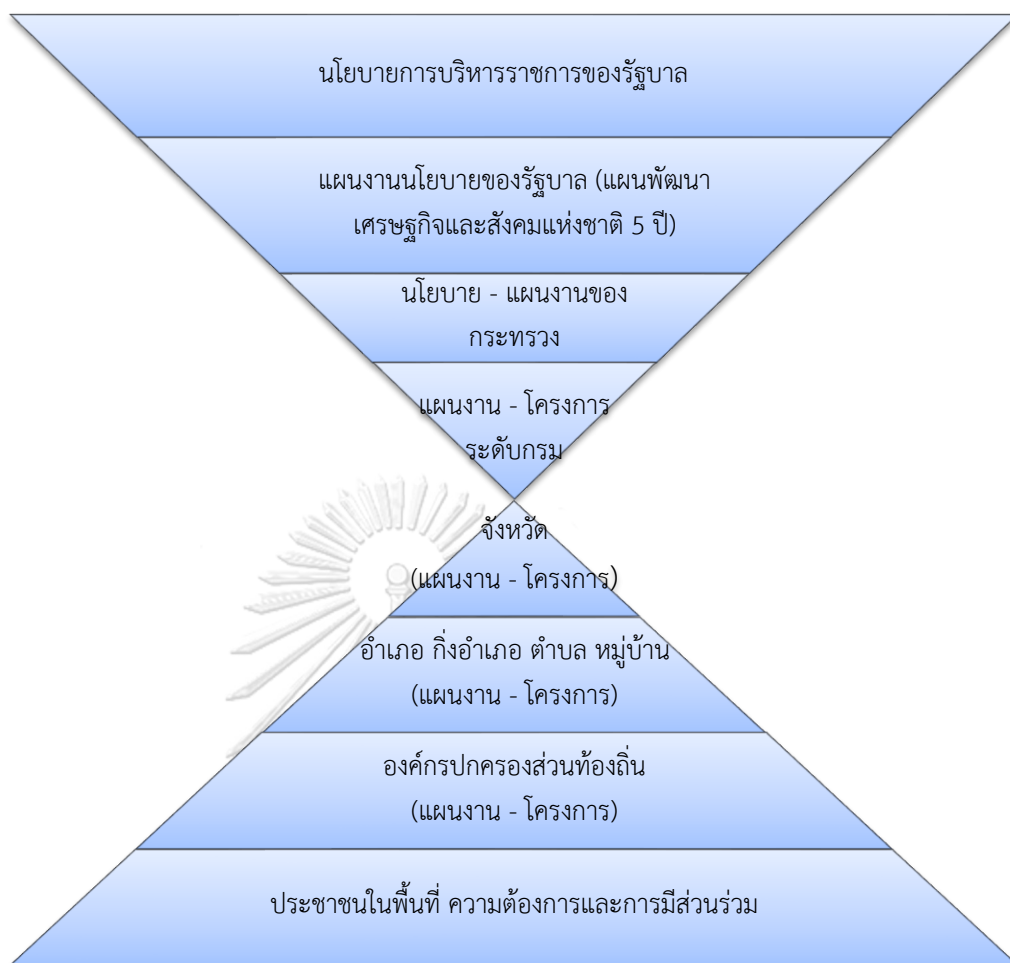 นโยบายการบริหารราชการของรัฐบาล
แผนงานนโยบายของรัฐบาล (แผนพัฒนา
เศรษฐกิจและสังคมแห่งชาติ 5 ปี)
นโยบาย - แผนงานของ
กระทรวง
แผนงาน - โครงการ
ระดับกรม
จังหวัด
(แผนงาน - โครงการ)
อำเภอ กิ่งอำเภอ ตำบล หมู่บ้าน
(แผนงาน - โครงการ)
องค์กรปกครองส่วนท้องถิ่น
(แผนงาน - โครงการ)
ประชาชนในพื้นที่ ความต้องการและการมีส่วนร่วม